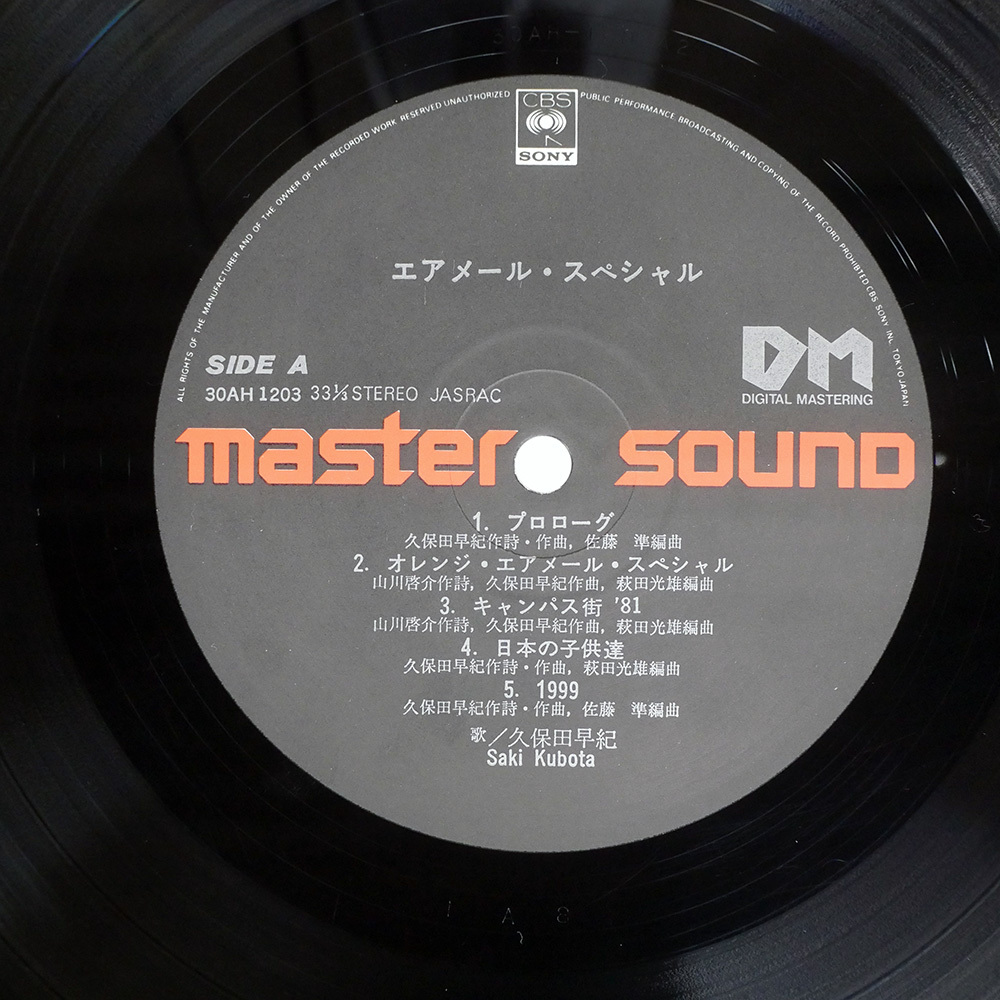 ALL RIGHTS OF THE MANUFACTURER AND OF THE OWNER OF THE RECORDED WORK RESERVED UNAUTHORIZED PUBLIC PERFORMANCE BROADCASTING AND COPYING OF THE RECORD PROHIBITED CBS SONY INC. TOKYO JAPAN
CBS
SONY
エアメール・スペシャル
SIDE A
30AH 1203 33⅓ STEREO JASRAC
DM
DIGITAL MASTERING
master sound
1. プロローグ
久保田早紀作詩・作曲, 佐藤 準編曲
2. オレンジ・エアメール・スペシャル
山川啓介作詩, 久保田早紀作曲, 萩田光雄編曲
3. キャンパス街 '81
山川啓介作詩, 久保田早紀作曲, 萩田光雄編曲
4. 日本の子供達
久保田早紀作詩・作曲, 萩田光雄編曲
5. 1999
久保田早紀作詩・作曲, 佐藤 準編曲
歌／久保田早紀
Saki Kubota
1 A 8